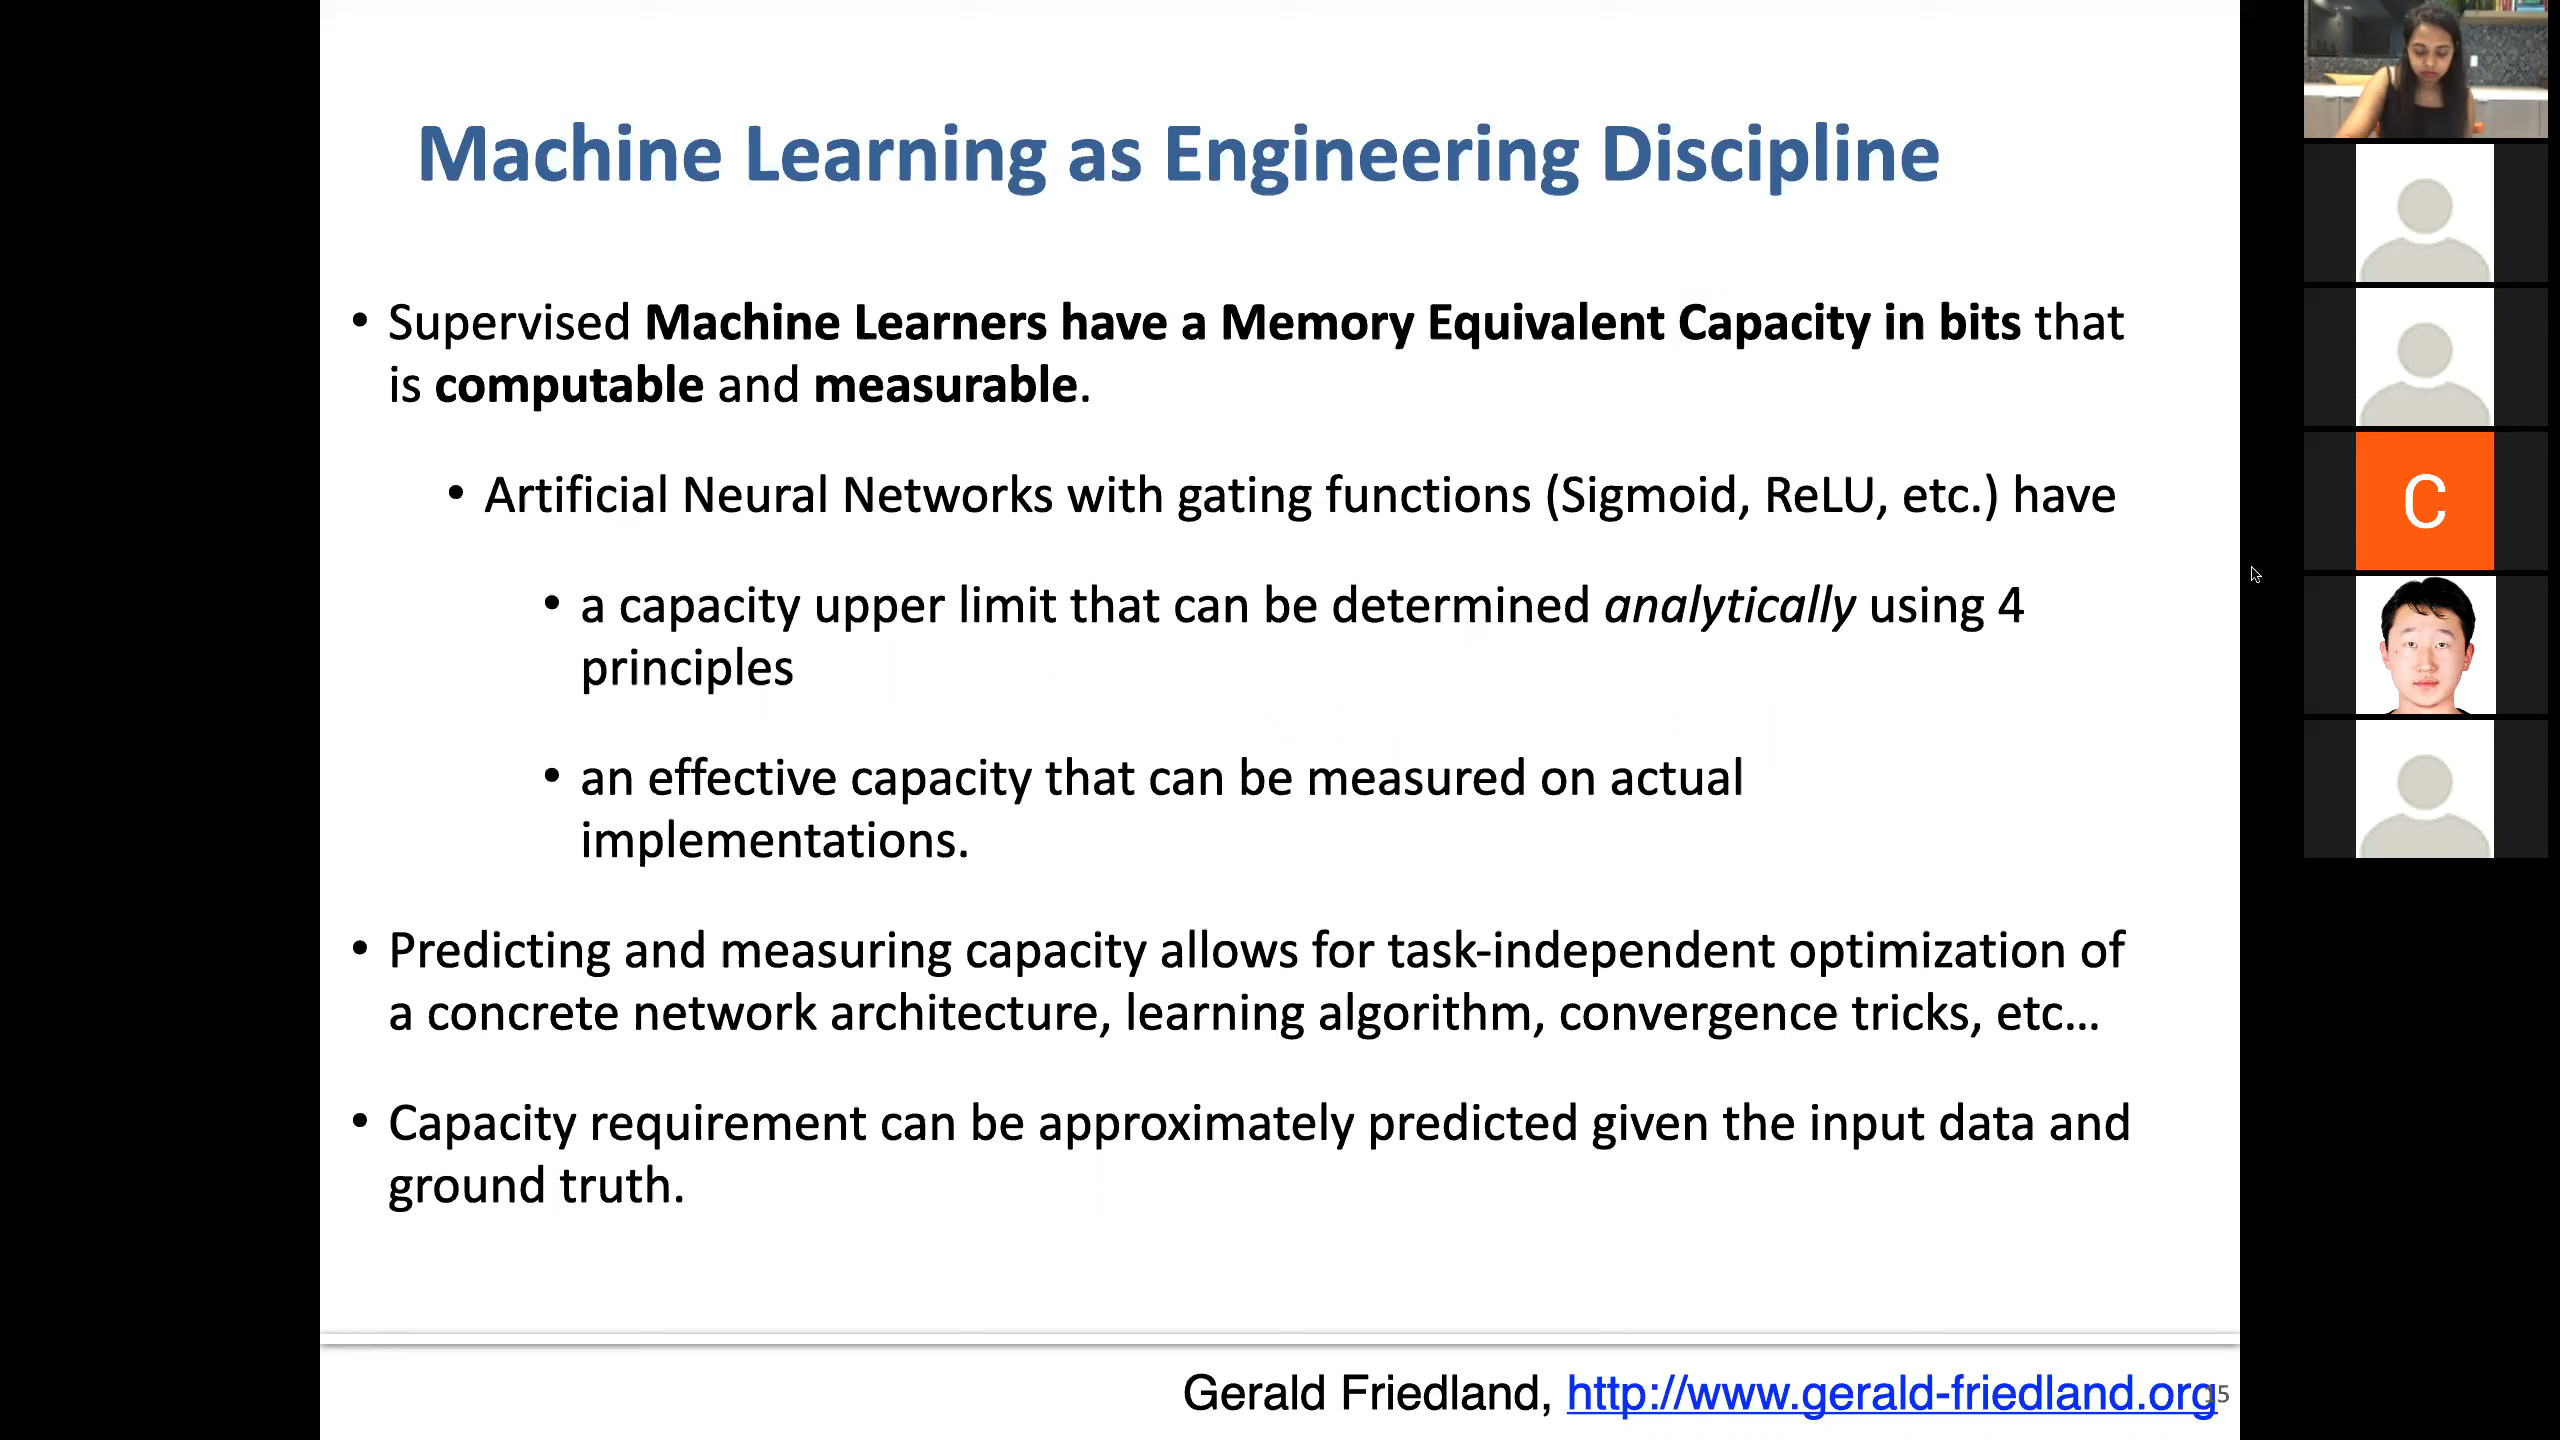 Machine Learning as Engineering Discipline
• Supervised Machine Learners have a Memory Equivalent Capacity in bits that
is computable and measurable.
• Artificial Neural Networks with gating functions (Sigmoid, ReLU, etc.) have
• a capacity upper limit that can be determined analytically using 4
principles
• an effective capacity that can be measured on actual
implementations.
• Predicting and measuring capacity allows for task-independent optimization of
a concrete network architecture, learning algorithm, convergence tricks, etc…
• Capacity requirement can be approximately predicted given the input data and
ground truth.
Gerald Friedland, http://www.gerald-friedland.org
C